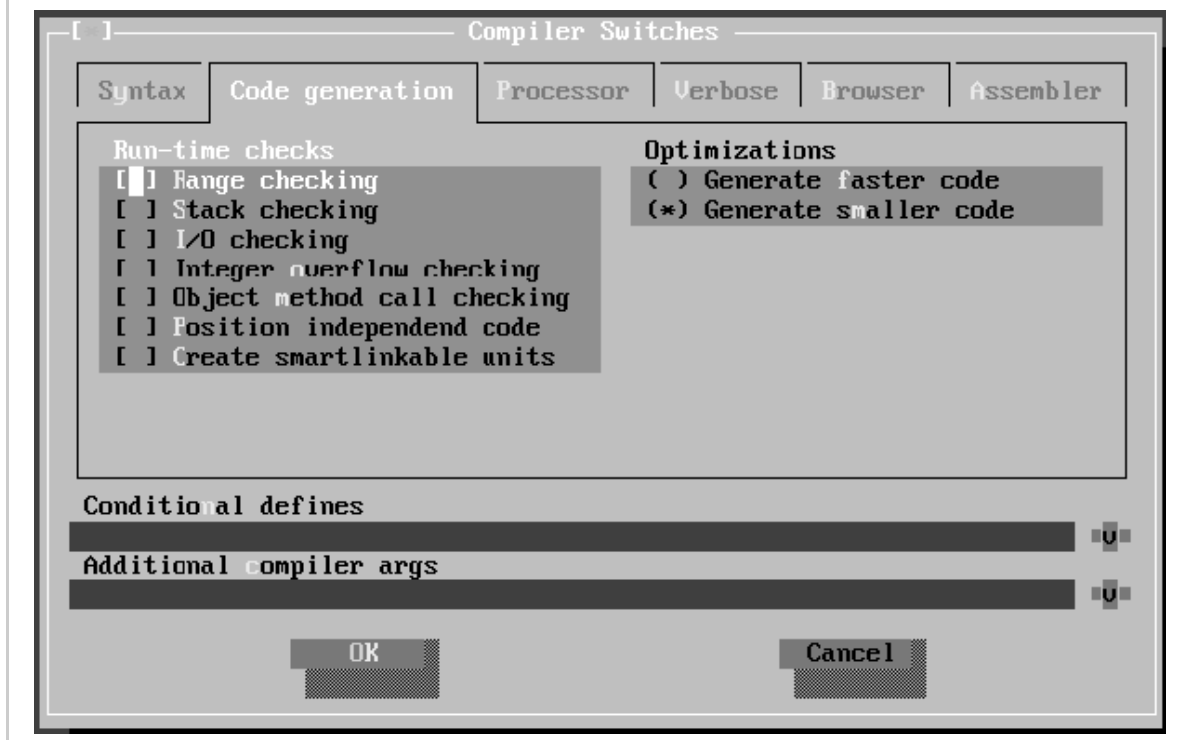 [*] Compiler Switches
Syntax Code generation Processor Verbose Browser Assembler
Run-time checks
[ ] Range checking
[ ] Stack checking
[ ] I/O checking
[ ] Integer overflow checking
[ ] Object method call checking
[ ] Position independend code
[ ] Create smartlinkable units
Optimizations
( ) Generate faster code
(*) Generate smaller code
Conditional defines
Additional compiler args
OK Cancel